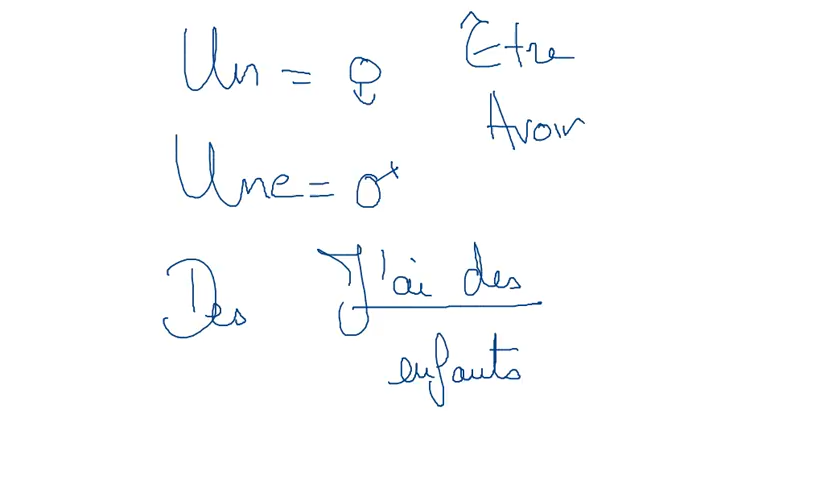 Un = ♀
Être
Avoir
Une = ♂
Des
J'ai des
enfants